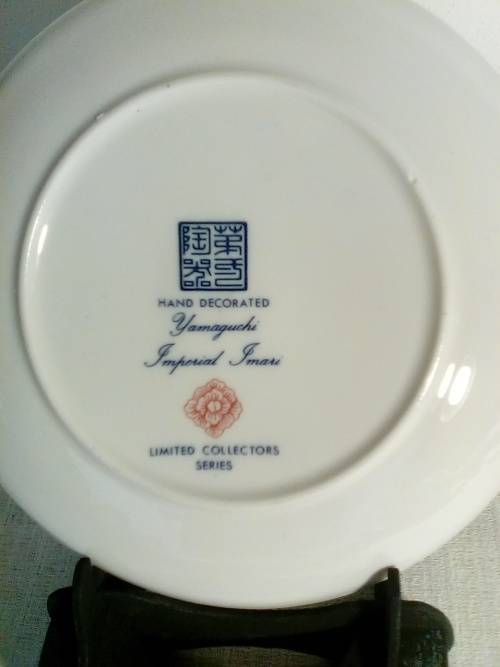 HAND DECORATED
Yamaguchi
Imperial Imari
LIMITED COLLECTORS
SERIES